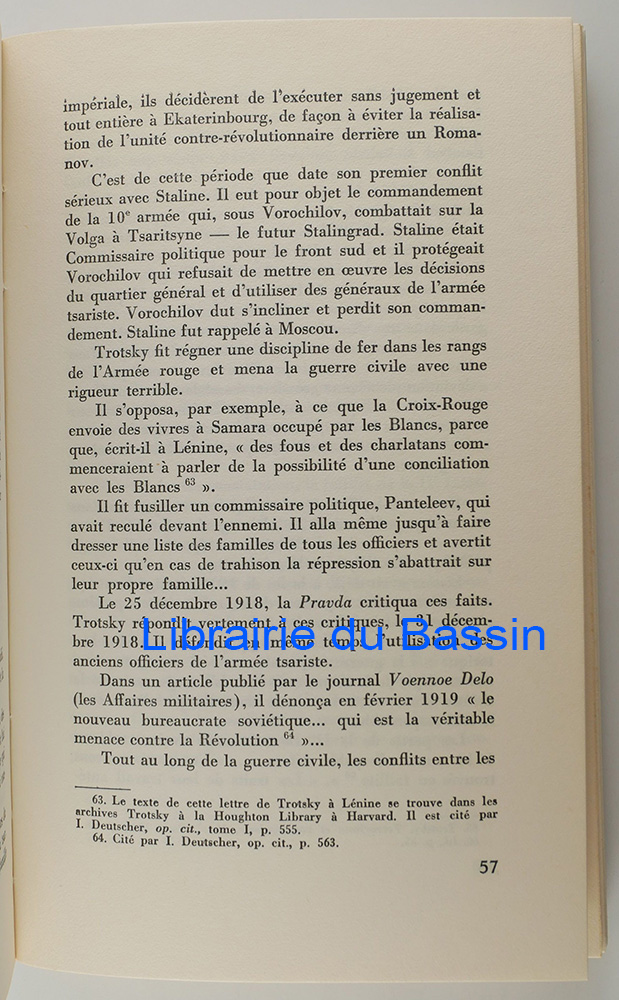 impériale, ils décidèrent de l'exécuter sans jugement et
tout entière à Ekaterinbourg, de façon à éviter la réalisa-
tion de l'unité contre-révolutionnaire derrière un Roma-
nov.
C'est de cette période que date son premier conflit
sérieux avec Staline. Il eut pour objet le commandement
de la 10e armée qui, sous Vorochilov, combattait sur la
Volga à Tsaritsyne — le futur Stalingrad. Staline était
Commissaire politique pour le front sud et il protégeait
Vorochilov qui refusait de mettre en œuvre les décisions
du quartier général et d'utiliser des généraux de l'armée
tsariste. Vorochilov dut s'incliner et perdit son comman-
dement. Staline fut rappelé à Moscou.
Trotsky fit régner une discipline de fer dans les rangs
de l'Armée rouge et mena la guerre civile avec une
rigueur terrible.
Il s'opposa, par exemple, à ce que la Croix-Rouge
envoie des vivres à Samara occupé par les Blancs, parce
que, écrit-il à Lénine, « des fous et des charlatans com-
menceraient à parler de la possibilité d'une conciliation
avec les Blancs 63 ».
Il fit fusiller un commissaire politique, Panteleev, qui
avait reculé devant l'ennemi. Il alla même jusqu'à faire
dresser une liste des familles de tous les officiers et avertit
ceux-ci qu'en cas de trahison la répression s'abattrait sur
leur propre famille...
Le 25 décembre 1918, la Pravda critiqua ces faits.
Trotsky répondit vertement à ces critiques, le 31 décem-
bre 1918. Il défendit en même temps l'utilisation des
Librairie du Bassin
anciens officiers de l'armée tsariste.
Dans un article publié par le journal Voennoe Delo
(les Affaires militaires), il dénonça en février 1919 « le
nouveau bureaucrate soviétique... qui est la véritable
menace contre la Révolution 64 »...
Tout au long de la guerre civile, les conflits entre les
63. Le texte de cette lettre de Trotsky à Lénine se trouve dans les
archives Trotsky à la Houghton Library à Harvard. Il est cité par
I. Deutscher, op. cit., tome I, p. 555.
64. Cité par I. Deutscher, op. cit., p. 563.
57